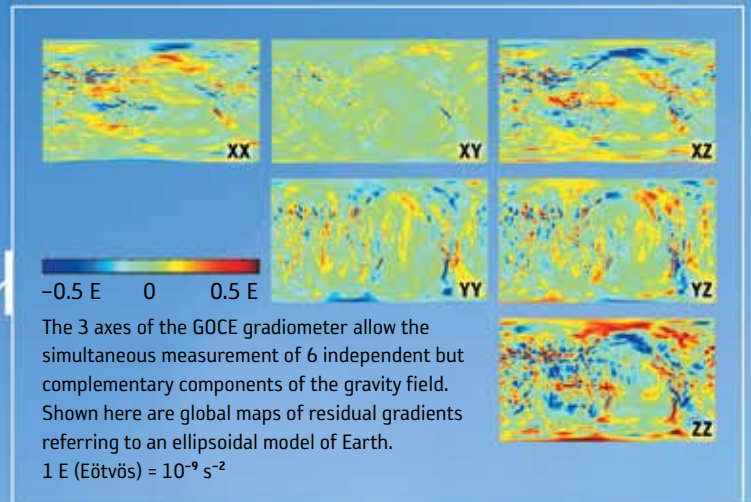 XX
XY
XZ
YY
YZ
−0.5 E 0 0.5 E
The 3 axes of the GOCE gradiometer allow the
simultaneous measurement of 6 independent but
complementary components of the gravity field.
Shown here are global maps of residual gradients
referring to an ellipsoidal model of Earth.
1 E (Eötvös) = 10⁻⁹ s⁻²
ZZ